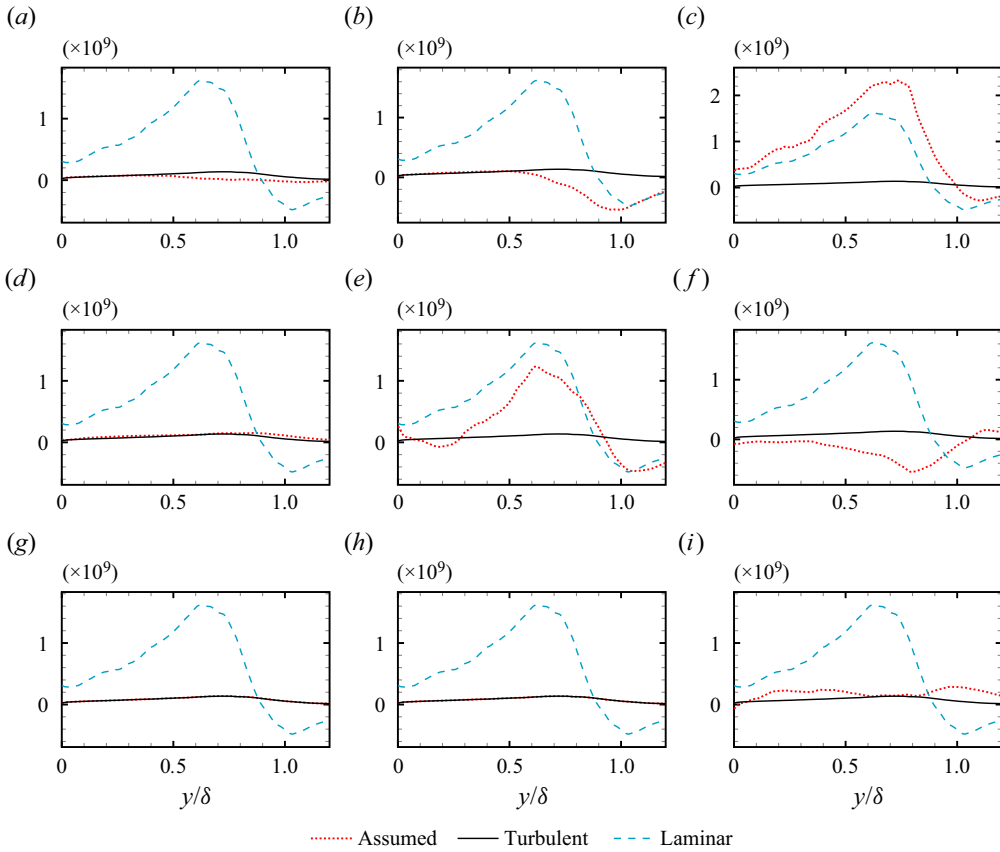 (a) (b) (c)
(×10⁹) (×10⁹) (×10⁹)
1 1 2
1
0 0 0
0 0.5 1.0 0 0.5 1.0 0 0.5 1.0
(d) (e) (f)
(×10⁹) (×10⁹) (×10⁹)
1 1 1
0 0 0
0 0.5 1.0 0 0.5 1.0 0 0.5 1.0
(g) (h) (i)
(×10⁹) (×10⁹) (×10⁹)
1 1 1
0 0 0
0 0.5 1.0 0 0.5 1.0 0 0.5 1.0
y/δ y/δ y/δ
Assumed Turbulent Laminar